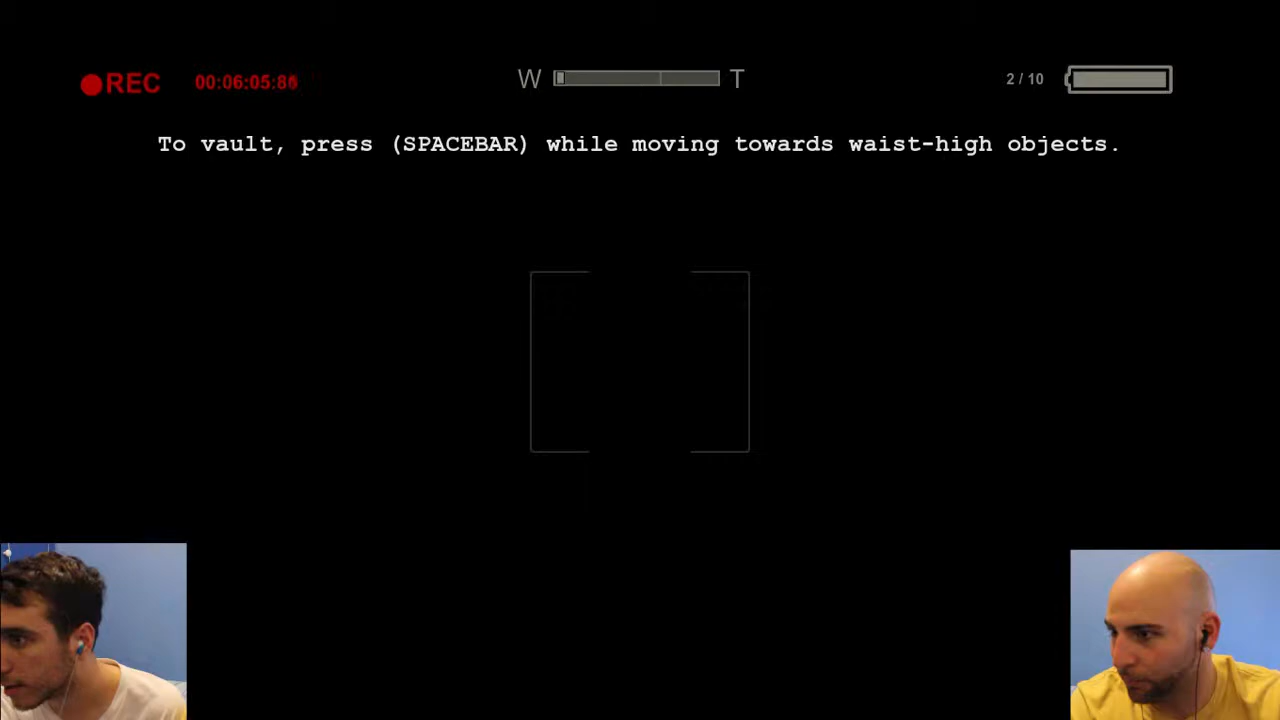 REC 00:06:05:86 W T 2 / 10
To vault, press (SPACEBAR) while moving towards waist-high objects.